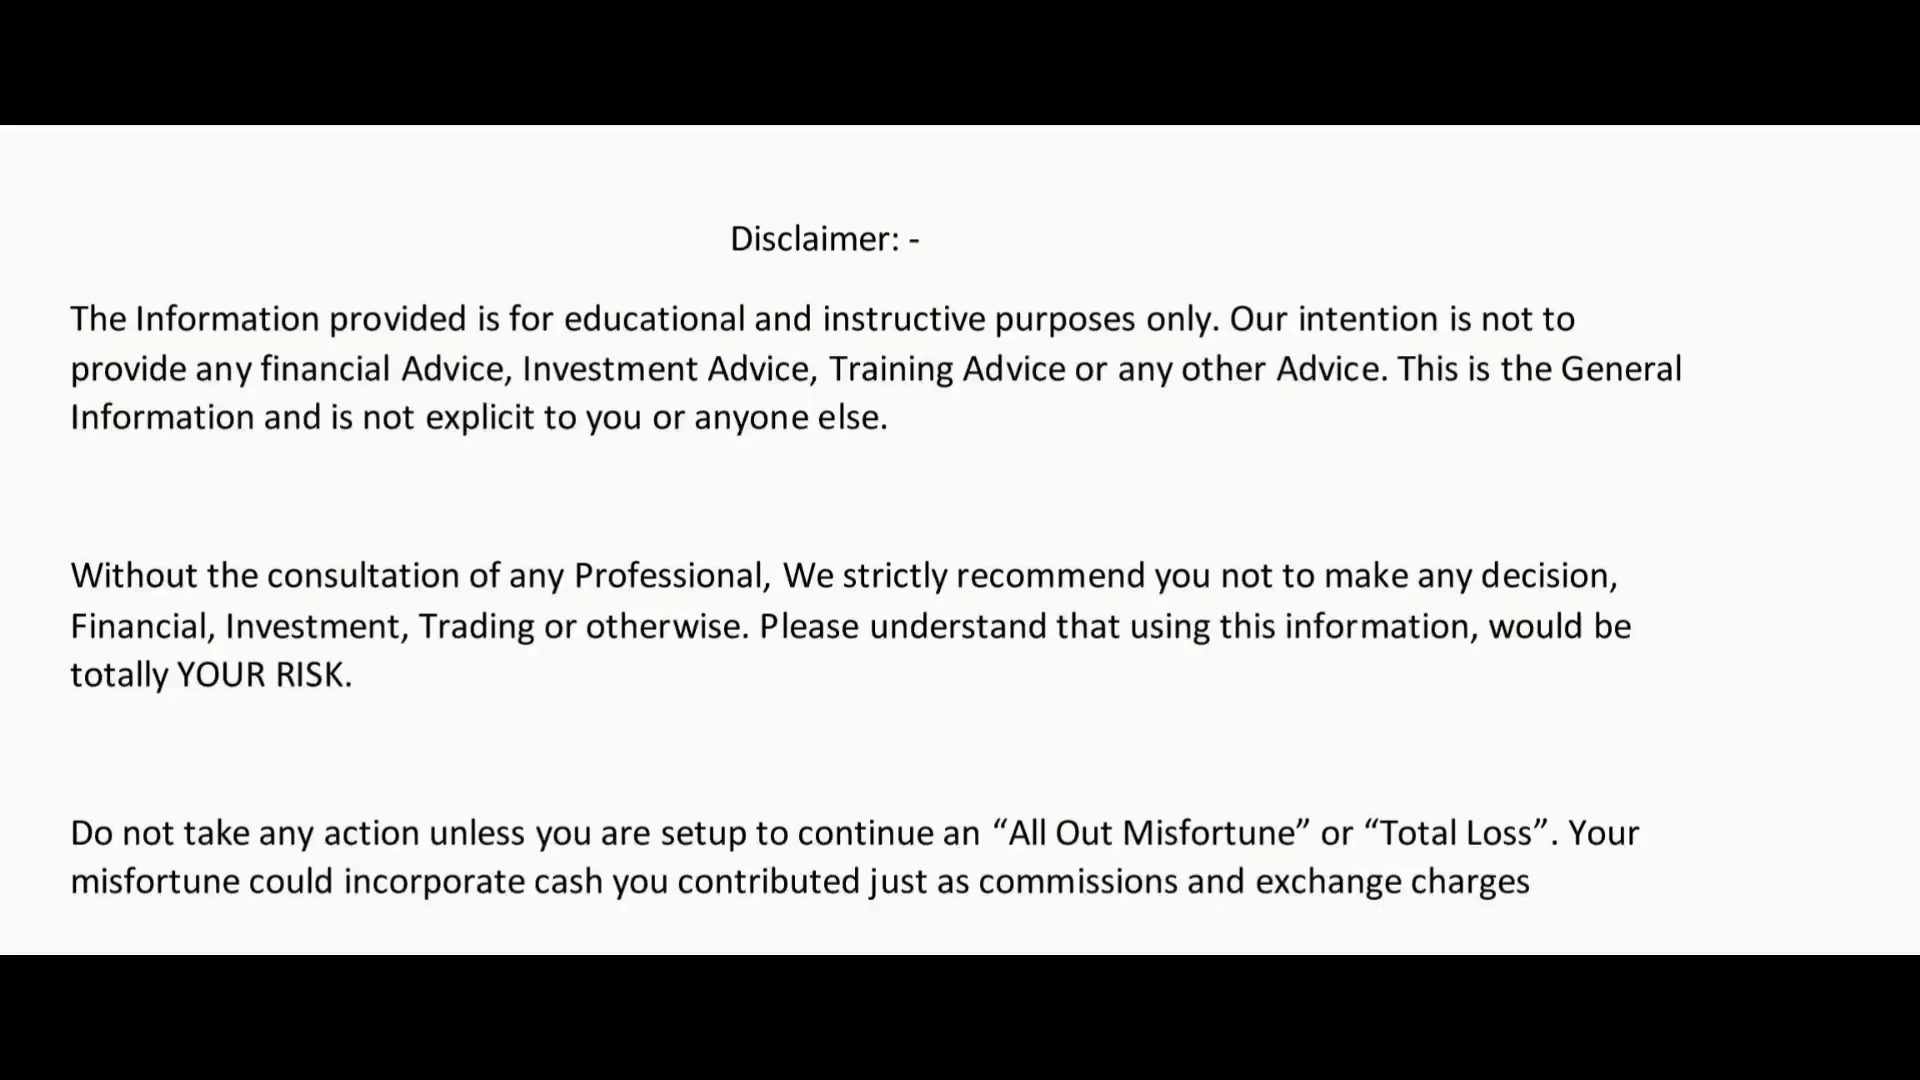 Disclaimer: -
The Information provided is for educational and instructive purposes only. Our intention is not to
provide any financial Advice, Investment Advice, Training Advice or any other Advice. This is the General
Information and is not explicit to you or anyone else.
Without the consultation of any Professional, We strictly recommend you not to make any decision,
Financial, Investment, Trading or otherwise. Please understand that using this information, would be
totally YOUR RISK.
Do not take any action unless you are setup to continue an “All Out Misfortune” or “Total Loss”. Your
misfortune could incorporate cash you contributed just as commissions and exchange charges